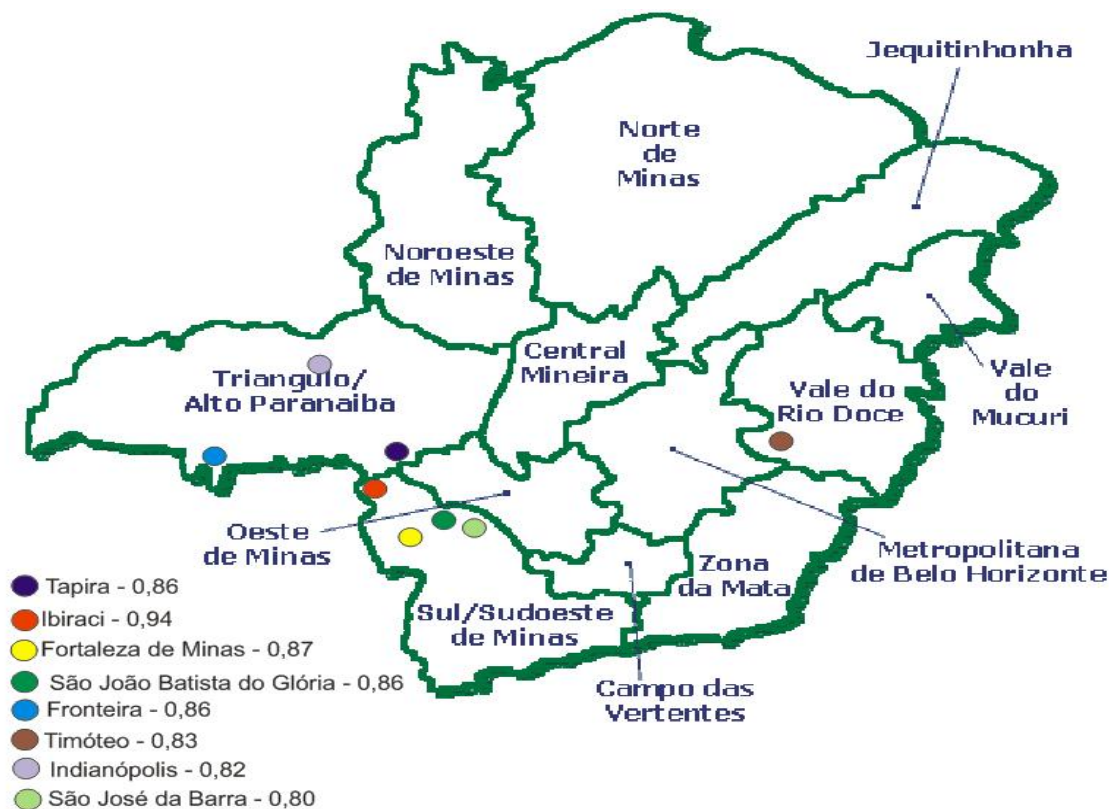 Jequitinhonha
Norte
de
Minas
Noroeste
de Minas
Central
Mineira
Triangulo/
Alto Paranaiba
Vale do
Rio Doce
Vale
do
Mucuri
Oeste
de Minas
Metropolitana
de Belo Horizonte
Zona
da Mata
Sul/Sudoeste
de Minas
Campo das
Vertentes
Tapira - 0,86
Ibiraci - 0,94
Fortaleza de Minas - 0,87
São João Batista do Glória - 0,86
Fronteira - 0,86
Timóteo - 0,83
Indianópolis - 0,82
São José da Barra - 0,80